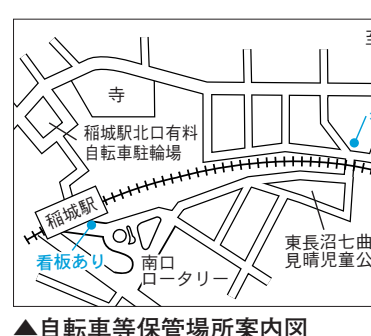 寺
稲城駅北口有料
自転車駐輪場
稲城駅
看板あり
南口
ロータリー
東長沼七曲
見晴児童公
▲自転車等保管場所案内図